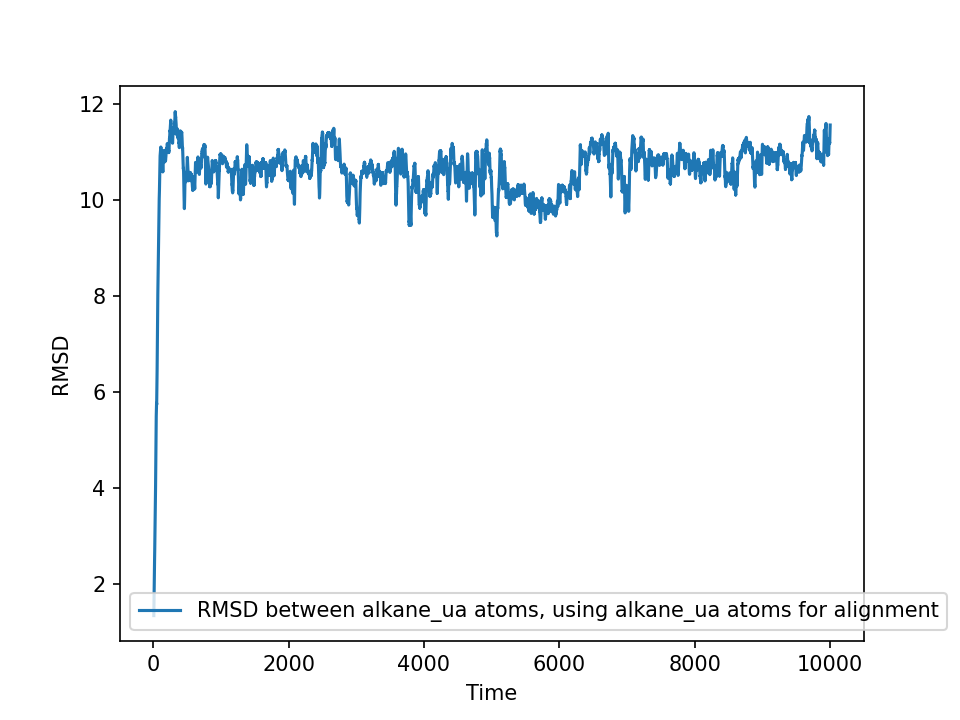 12
10
8
6
4
2
RMSD
RMSD between alkane_ua atoms, using alkane_ua atoms for alignment
0 2000 4000 6000 8000 10000
Time